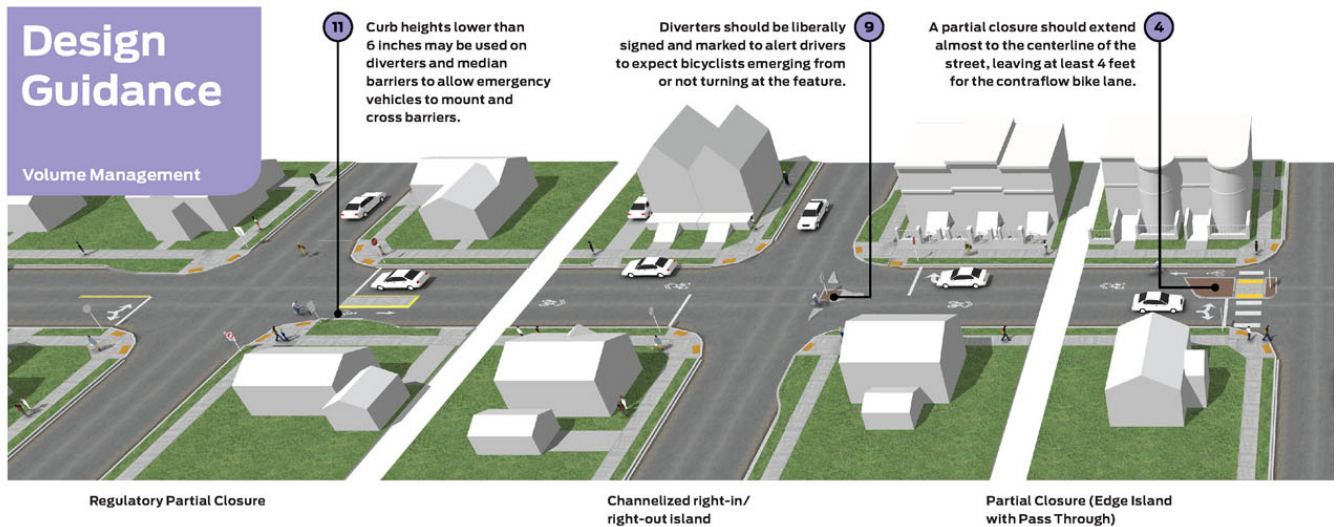 Design
Guidance
Volume Management
11
Curb heights lower than
6 inches may be used on
diverters and median
barriers to allow emergency
vehicles to mount and
cross barriers.
9
Diverters should be liberally
signed and marked to alert drivers
to expect bicyclists emerging from
or not turning at the feature.
4
A partial closure should extend
almost to the centerline of the
street, leaving at least 4 feet
for the contraflow bike lane.
Regulatory Partial Closure
Channelized right-in/
right-out island
Partial Closure (Edge Island
with Pass Through)